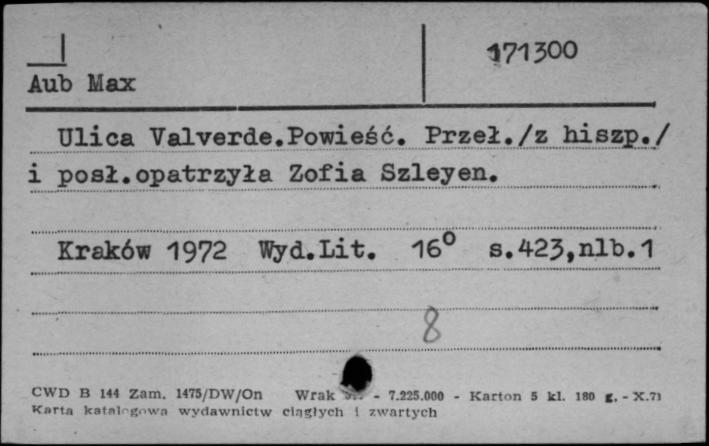 171300
Aub Max
Ulica Valverde.Powieść. Przeł./z hiszp./
i posł.opatrzyła Zofia Szleyen.
Kraków 1972 Wyd.Lit. 16° s.423,nlb.1
8
CWD B 144 Zam. 1475/DW/On Wrak - 7.225.000 - Karton 5 kl. 180 g. - X.71
Karta katalogowa wydawnictw ciągłych i zwartych